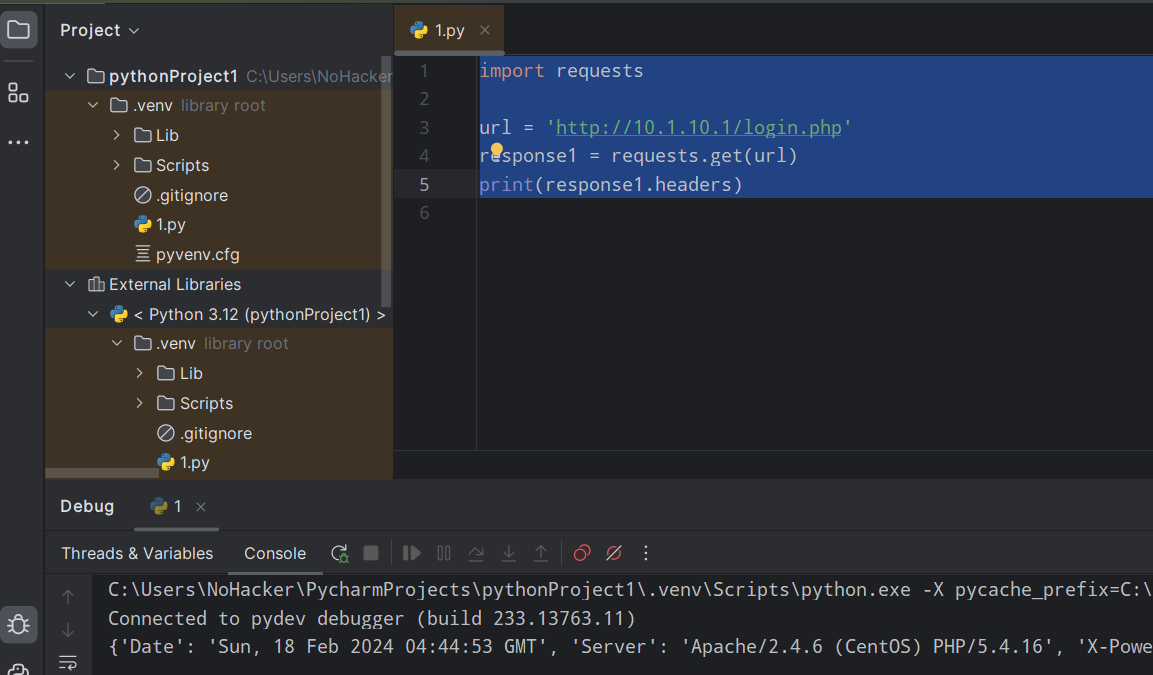 Project
1.py
pythonProject1 C:\Users\NoHacker
.venv library root
Lib
Scripts
.gitignore
1.py
pyvenv.cfg
External Libraries
< Python 3.12 (pythonProject1) >
.venv library root
Lib
Scripts
.gitignore
1.py
1 import requests
2
3 url = 'http://10.1.10.1/login.php'
4 response1 = requests.get(url)
5 print(response1.headers)
6
Debug 1
Threads & Variables Console
C:\Users\NoHacker\PycharmProjects\pythonProject1\.venv\Scripts\python.exe -X pycache_prefix=C:\
Connected to pydev debugger (build 233.13763.11)
{'Date': 'Sun, 18 Feb 2024 04:44:53 GMT', 'Server': 'Apache/2.4.6 (CentOS) PHP/5.4.16', 'X-Powe